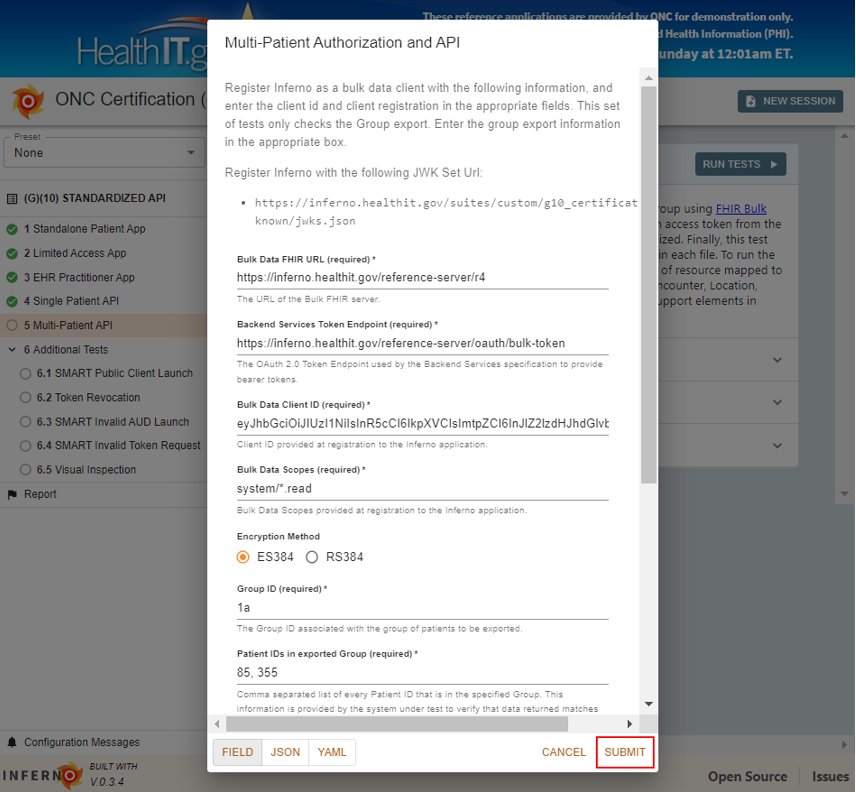 These reference applications are provided by ONC for demonstration only.
d Health Information (PHI).
unday at 12:01am ET.
HealthIT.g
ONC Certification (
NEW SESSION
Preset
None
(G)(10) STANDARDIZED API
1 Standalone Patient App
2 Limited Access App
3 EHR Practitioner App
4 Single Patient API
5 Multi-Patient API
6 Additional Tests
6.1 SMART Public Client Launch
6.2 Token Revocation
6.3 SMART Invalid AUD Launch
6.4 SMART Invalid Token Request
6.5 Visual Inspection
Report
Configuration Messages
INFERNO
BUILT WITH
V.0.3.4
Multi-Patient Authorization and API
Register Inferno as a bulk data client with the following information, and
enter the client id and client registration in the appropriate fields. This set
of tests only checks the Group export. Enter the group export information
in the appropriate box.
Register Inferno with the following JWK Set Url:
• https://inferno.healthit.gov/suites/custom/g10_certificat
known/jwks.json
Bulk Data FHIR URL (required) *
https://inferno.healthit.gov/reference-server/r4
The URL of the Bulk FHIR server.
Backend Services Token Endpoint (required) *
https://inferno.healthit.gov/reference-server/oauth/bulk-token
The OAuth 2.0 Token Endpoint used by the Backend Services specification to provide
bearer tokens.
Bulk Data Client ID (required) *
Client ID provided at registration to the Inferno application.
Bulk Data Scopes (required) *
system/*.read
Bulk Data Scopes provided at registration to the Inferno application.
Encryption Method
ES384 RS384
Group ID (required) *
1a
The Group ID associated with the group of patients to be exported.
Patient IDs in exported Group (required) *
85, 355
Comma separated list of every Patient ID that is in the specified Group. This
information is provided by the system under test to verify that data returned matches
FIELD JSON YAML CANCEL SUBMIT
RUN TESTS
roup using FHIR Bulk
n access token from the
ized. Finally, this test
in each file. To run the
of resource mapped to
ncounter, Location,
upport elements in
Open Source Issues